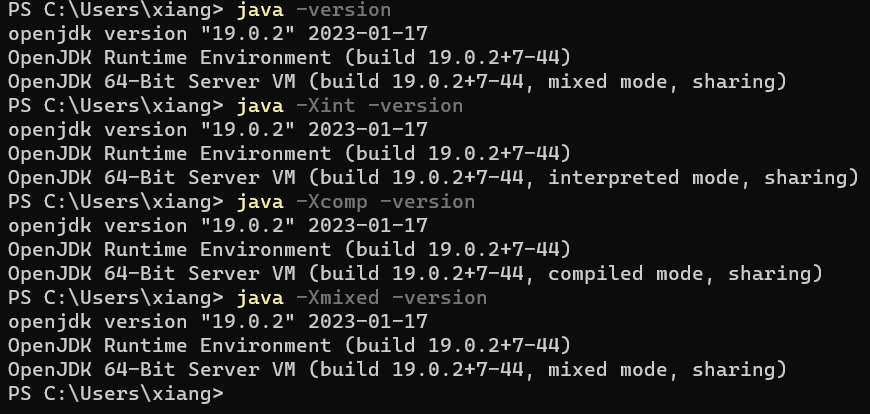 PS C:\Users\xiang> java -version
openjdk version "19.0.2" 2023-01-17
OpenJDK Runtime Environment (build 19.0.2+7-44)
OpenJDK 64-Bit Server VM (build 19.0.2+7-44, mixed mode, sharing)
PS C:\Users\xiang> java -Xint -version
openjdk version "19.0.2" 2023-01-17
OpenJDK Runtime Environment (build 19.0.2+7-44)
OpenJDK 64-Bit Server VM (build 19.0.2+7-44, interpreted mode, sharing)
PS C:\Users\xiang> java -Xcomp -version
openjdk version "19.0.2" 2023-01-17
OpenJDK Runtime Environment (build 19.0.2+7-44)
OpenJDK 64-Bit Server VM (build 19.0.2+7-44, compiled mode, sharing)
PS C:\Users\xiang> java -Xmixed -version
openjdk version "19.0.2" 2023-01-17
OpenJDK Runtime Environment (build 19.0.2+7-44)
OpenJDK 64-Bit Server VM (build 19.0.2+7-44, mixed mode, sharing)
PS C:\Users\xiang>